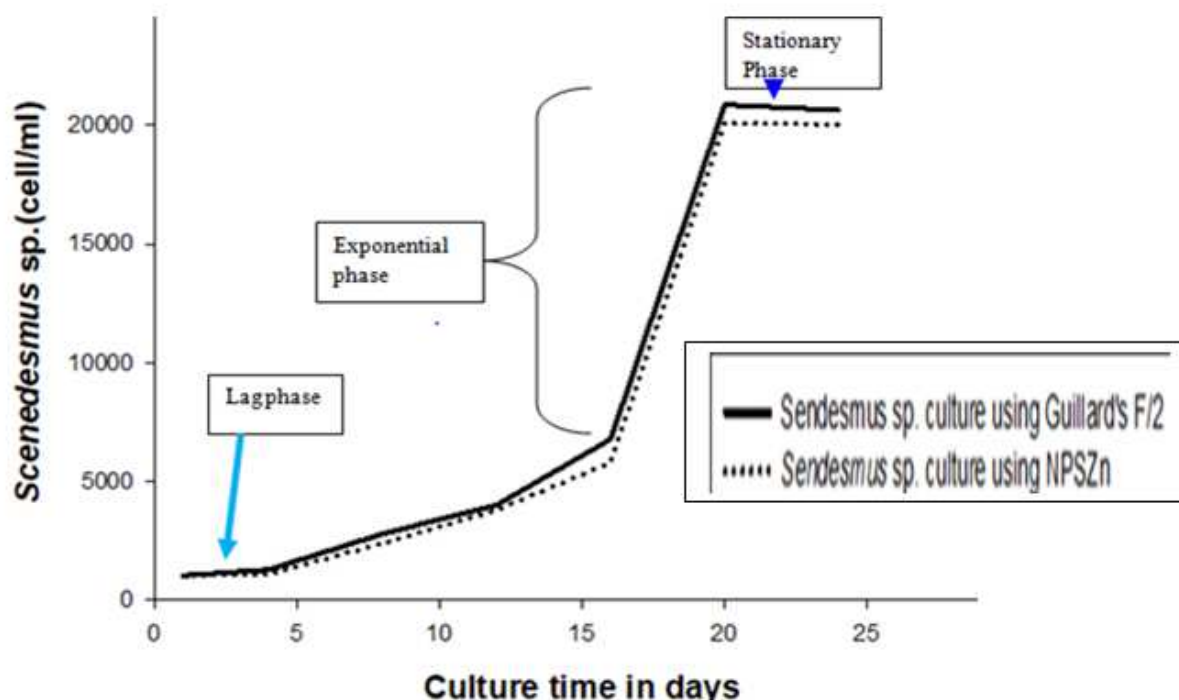 Stationary
Phase
20000
15000
10000
5000
0
Scenedesmus sp.(cell/ml)
Exponential
phase
Lagphase
Sendesmus sp. culture using Guillard's F/2
Sendesmus sp. culture using NPSZn
0 5 10 15 20 25
Culture time in days